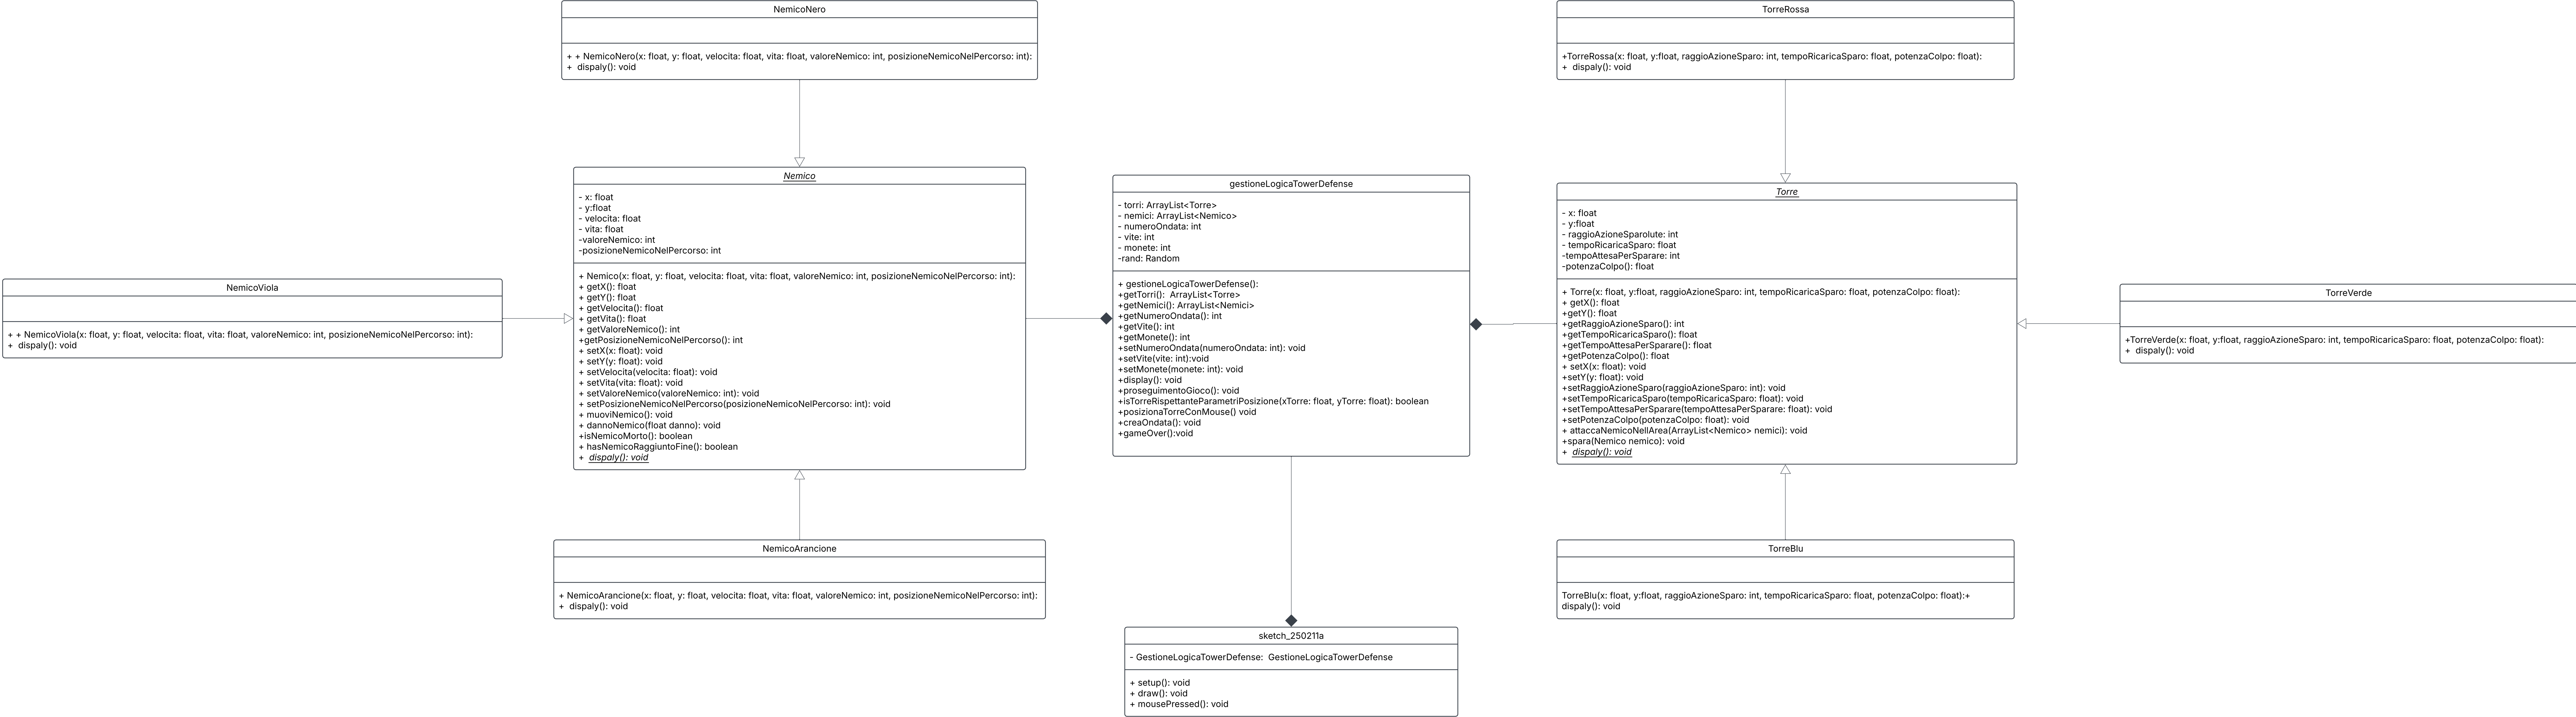 NemicoNero
+ + NemicoNero(x: float, y: float, velocita: float, vita: float, valoreNemico: int, posizioneNemicoNelPercorso: int):
+  dispaly(): void
TorreRossa
+TorreRossa(x: float, y:float, raggioAzioneSparo: int, tempoRicaricaSparo: float, potenzaColpo: float):
+  dispaly(): void
NemicoViola
+ + NemicoViola(x: float, y: float, velocita: float, vita: float, valoreNemico: int, posizioneNemicoNelPercorso: int):
+  dispaly(): void
Nemico
- x: float
- y:float
- velocita: float
- vita: float
-valoreNemico: int
-posizioneNemicoNelPercorso: int
+ Nemico(x: float, y: float, velocita: float, vita: float, valoreNemico: int, posizioneNemicoNelPercorso: int):
+ getX(): float
+ getY(): float
+ getVelocita(): float
+ getVita(): float
+ getValoreNemico(): int
+getPosizioneNemicoNelPercorso(): int
+ setX(x: float): void
+ setY(y: float): void
+ setVelocita(velocita: float): void
+ setVita(vita: float): void
+ setValoreNemico(valoreNemico: int): void
+ setPosizioneNemicoNelPercorso(posizioneNemicoNelPercorso: int): void
+ muoviNemico(): void
+ dannoNemico(float danno): void
+isNemicoMorto(): boolean
+ hasNemicoRaggiuntoFine(): boolean
+  dispaly(): void
gestioneLogicaTowerDefense
- torri: ArrayList<Torre>
- nemici: ArrayList<Nemico>
- numeroOndata: int
- vite: int
- monete: int
-rand: Random
+ gestioneLogicaTowerDefense():
+getTorri():  ArrayList<Torre>
+getNemici(): ArrayList<Nemici>
+getNumeroOndata(): int
+getVite(): int
+getMonete(): int
+setNumeroOndata(numeroOndata: int): void
+setVite(vite: int):void
+setMonete(monete: int): void
+display(): void
+proseguimentoGioco(): void
+isTorreRispettanteParametriPosizione(xTorre: float, yTorre: float): boolean
+posizionaTorreConMouse() void
+creaOndata(): void
+gameOver():void
Torre
- x: float
- y:float
- raggioAzioneSparolute: int
- tempoRicaricaSparo: float
-tempoAttesaPerSparare: int
-potenzaColpo(): float
+ Torre(x: float, y:float, raggioAzioneSparo: int, tempoRicaricaSparo: float, potenzaColpo: float):
+ getX(): float
+getY(): float
+getRaggioAzioneSparo(): int
+getTempoRicaricaSparo(): float
+getTempoAttesaPerSparare(): float
+getPotenzaColpo(): float
+ setX(x: float): void
+setY(y: float): void
+setRaggioAzioneSparo(raggioAzioneSparo: int): void
+setTempoRicaricaSparo(tempoRicaricaSparo: float): void
+setTempoAttesaPerSparare(tempoAttesaPerSparare: float): void
+setPotenzaColpo(potenzaColpo: float): void
+ attaccaNemicoNellArea(ArrayList<Nemico> nemici): void
+spara(Nemico nemico): void
+  dispaly(): void
TorreVerde
+TorreVerde(x: float, y:float, raggioAzioneSparo: int, tempoRicaricaSparo: float, potenzaColpo: float):
+  dispaly(): void
NemicoArancione
+ NemicoArancione(x: float, y: float, velocita: float, vita: float, valoreNemico: int, posizioneNemicoNelPercorso: int):
+  dispaly(): void
TorreBlu
TorreBlu(x: float, y:float, raggioAzioneSparo: int, tempoRicaricaSparo: float, potenzaColpo: float):+
dispaly(): void
sketch_250211a
- GestioneLogicaTowerDefense:  GestioneLogicaTowerDefense
+ setup(): void
+ draw(): void
+ mousePressed(): void